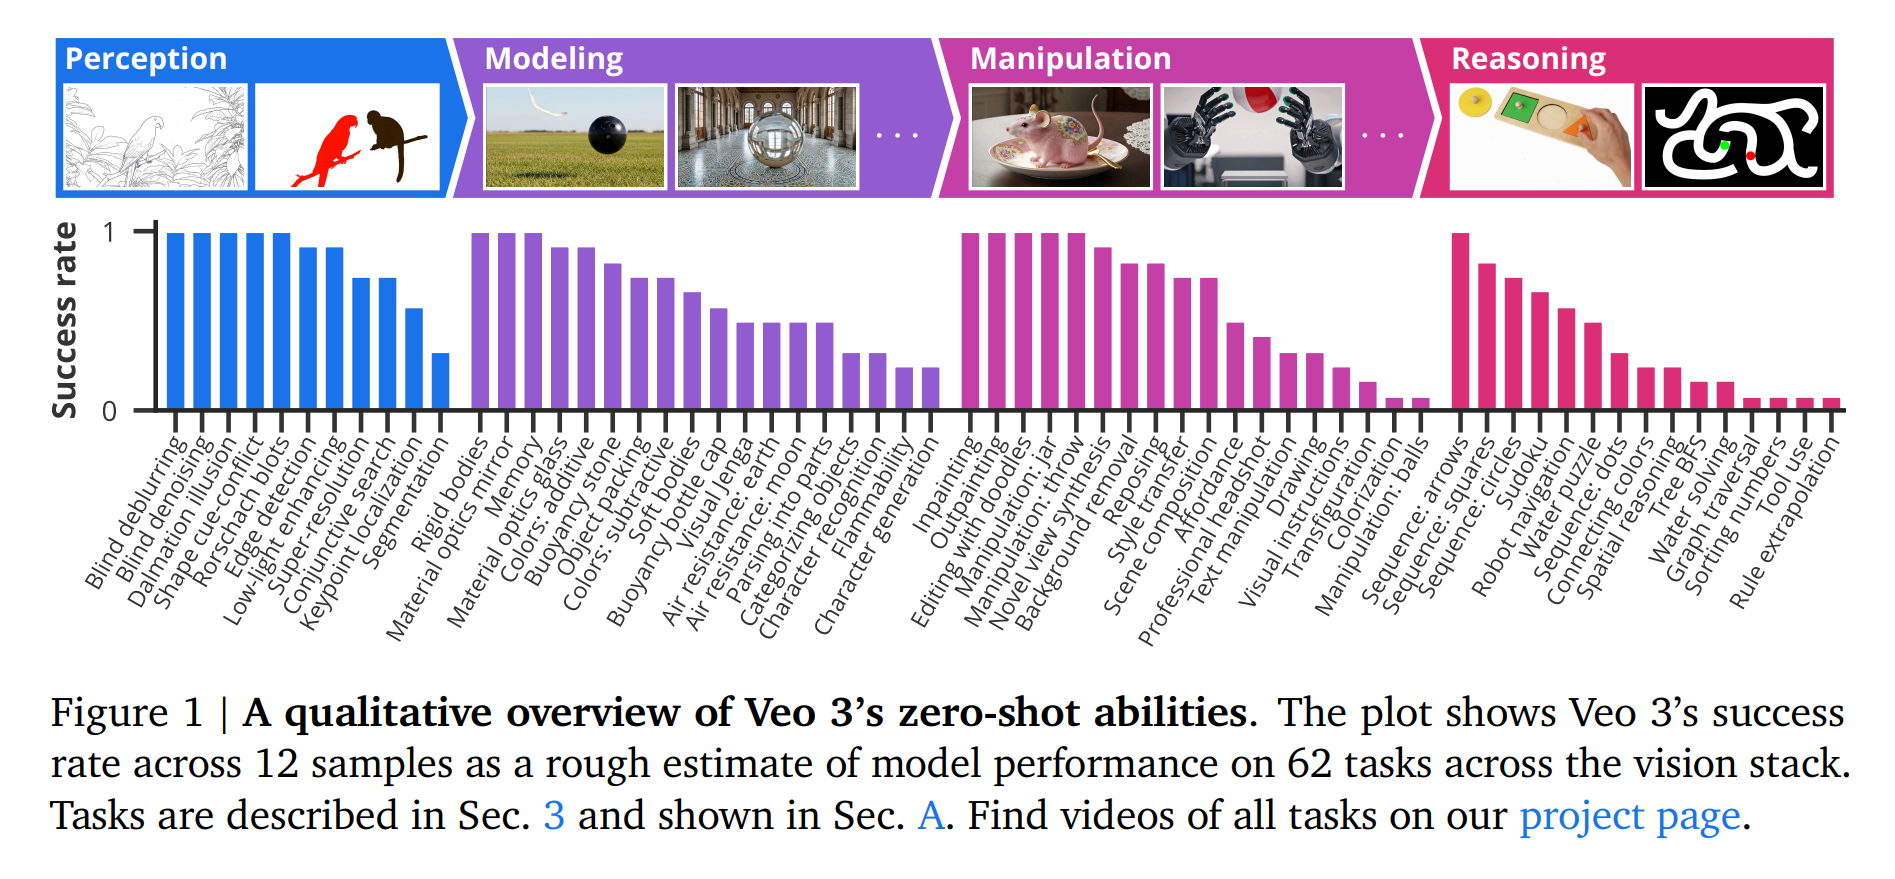 Perception
Modeling
Manipulation
Reasoning
. . .
. . .
Success rate
1
0
Blind deblurring
Blind denoising
Dalmation illusion
Shape cue-conflict
Rorschach blots
Edge detection
Low-light enhancing
Super-resolution
Conjunctive search
Keypoint localization
Segmentation
Rigid bodies
Material optics mirror
Memory
Material optics glass
Colors: additive
Buoyancy stone
Object packing
Colors: subtractive
Soft bodies
Buoyancy bottle cap
Visual Jenga
Air resistance: earth
Air resistance: moon
Parsing into parts
Categorizing objects
Character recognition
Flammability
Character generation
Inpainting
Outpainting
Editing with doodles
Manipulation: jar
Manipulation: throw
Novel view synthesis
Background removal
Reposing
Style transfer
Scene composition
Affordance
Professional headshot
Text manipulation
Drawing
Visual instructions
Transfiguration
Colorization
Manipulation: balls
Sequence: arrows
Sequence: squares
Sequence: circles
Sudoku
Robot navigation
Water puzzle
Sequence: dots
Connecting colors
Spatial reasoning
Tree BFS
Water solving
Graph traversal
Sorting numbers
Tool use
Rule extrapolation
Figure 1 | A qualitative overview of Veo 3’s zero-shot abilities. The plot shows Veo 3’s success
rate across 12 samples as a rough estimate of model performance on 62 tasks across the vision stack.
Tasks are described in Sec. 3 and shown in Sec. A. Find videos of all tasks on our project page.